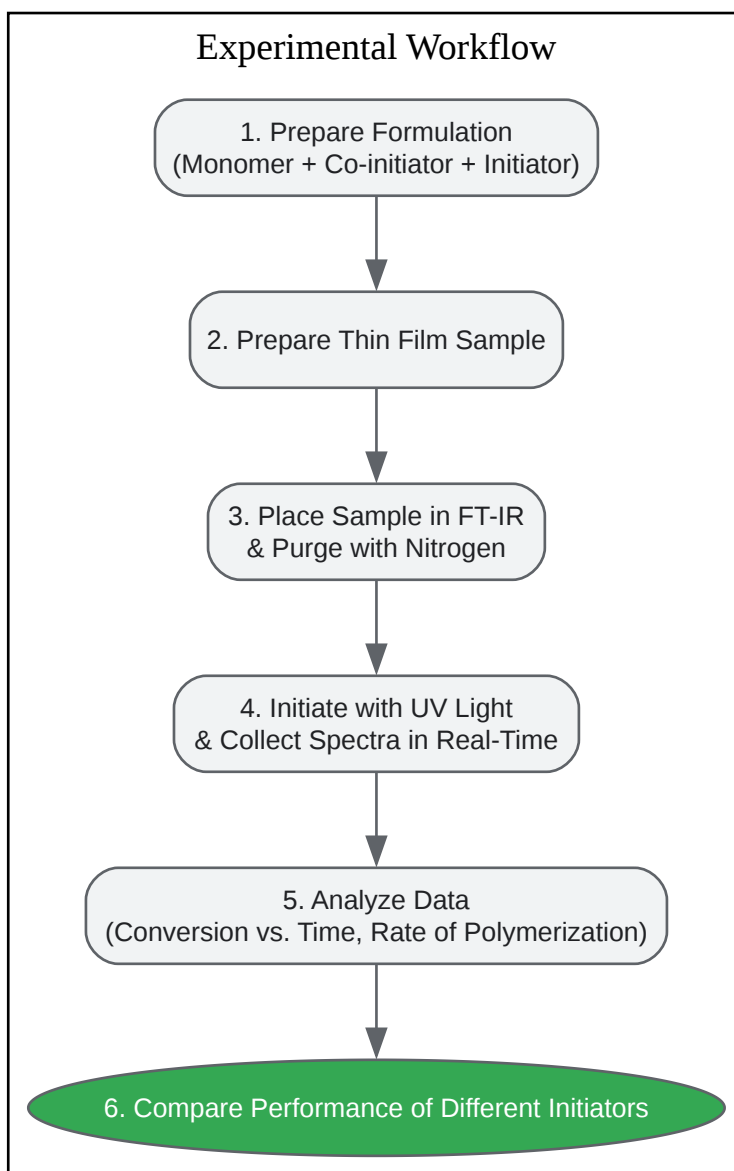 Experimental Workflow
1. Prepare Formulation
(Monomer + Co-initiator + Initiator)
2. Prepare Thin Film Sample
3. Place Sample in FT-IR
& Purge with Nitrogen
4. Initiate with UV Light
& Collect Spectra in Real-Time
5. Analyze Data
(Conversion vs. Time, Rate of Polymerization)
6. Compare Performance of Different Initiators